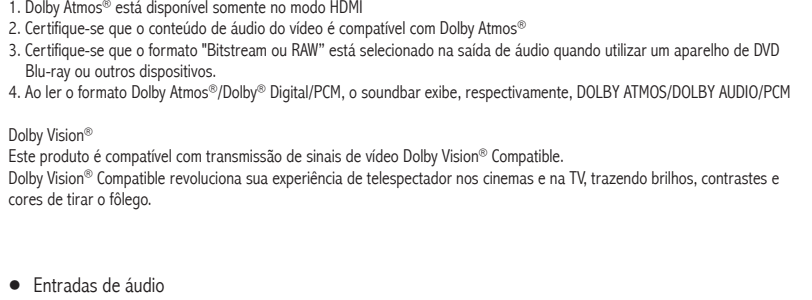 1. Dolby Atmos® está disponível somente no modo HDMI
2. Certifique-se que o conteúdo de áudio do vídeo é compatível com Dolby Atmos®
3. Certifique-se que o formato "Bitstream ou RAW” está selecionado na saída de áudio quando utilizar um aparelho de DVD
Blu-ray ou outros dispositivos.
4. Ao ler o formato Dolby Atmos®/Dolby® Digital/PCM, o soundbar exibe, respectivamente, DOLBY ATMOS/DOLBY AUDIO/PCM
Dolby Vision®
Este produto é compatível com transmissão de sinais de vídeo Dolby Vision® Compatible.
Dolby Vision® Compatible revoluciona sua experiência de telespectador nos cinemas e na TV, trazendo brilhos, contrastes e
cores de tirar o fôlego.
● Entradas de áudio